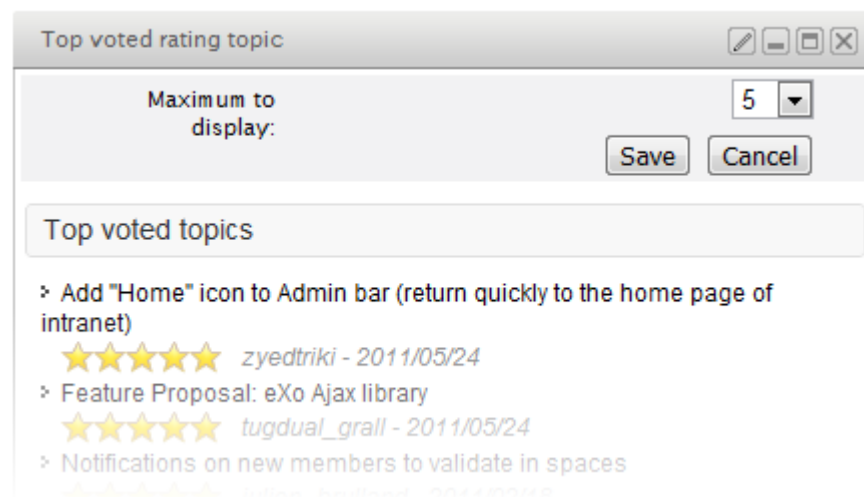 Top voted rating topic
Maximum to
display:
5
Save Cancel
Top voted topics
Add "Home" icon to Admin bar (return quickly to the home page of
intranet)
zyedtriki - 2011/05/24
Feature Proposal: eXo Ajax library
tugdual_grall - 2011/05/24
Notifications on new members to validate in spaces